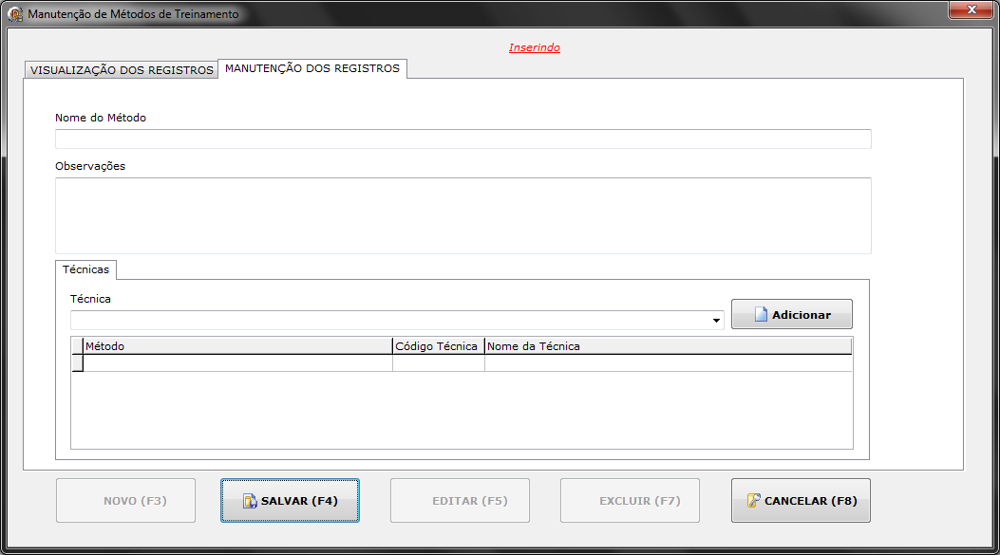 Manutenção de Métodos de Treinamento
Inserindo
VISUALIZAÇÃO DOS REGISTROS MANUTENÇÃO DOS REGISTROS
Nome do Método
Observações
Técnicas
Técnica
Adicionar
Método Código Técnica Nome da Técnica
NOVO (F3) SALVAR (F4) EDITAR (F5) EXCLUIR (F7) CANCELAR (F8)